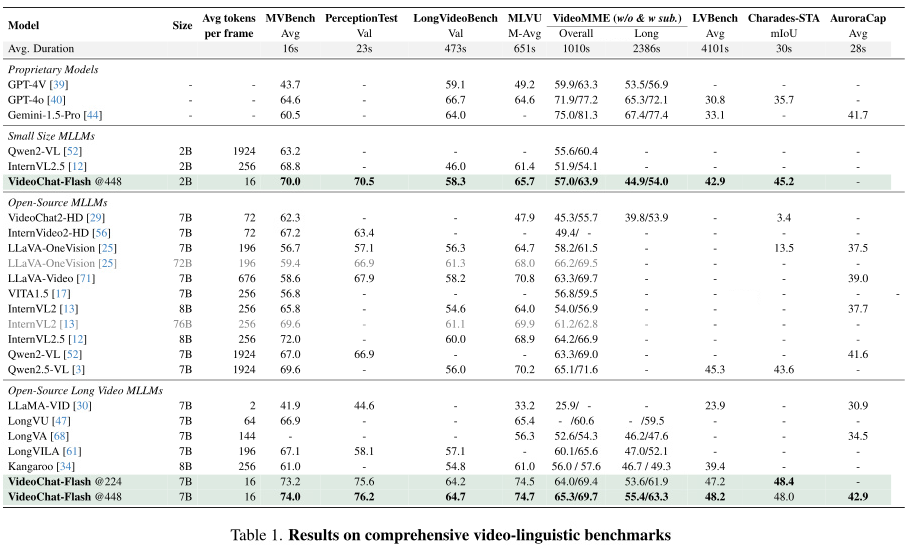 Model Size Avg tokens per frame MVBench PerceptionTest LongVideoBench MLVU VideoMME (w/o & w sub.) LVBench Charades-STA AuroraCap
Avg Val Val M-Avg Overall Long Avg mIoU Avg
Avg. Duration 16s 23s 473s 651s 1010s 2386s 4101s 30s 28s
Proprietary Models
GPT-4V [39] - - 43.7 - 59.1 49.2 59.9/63.3 53.5/56.9 - - -
GPT-4o [40] - - 64.6 - 66.7 64.6 71.9/77.2 65.3/72.1 30.8 35.7 -
Gemini-1.5-Pro [44] - - 60.5 - 64.0 - 75.0/81.3 67.4/77.4 33.1 - 41.7
Small Size MLLMs
Qwen2-VL [52] 2B 1924 63.2 - - - 55.6/60.4 - - - -
InternVL2.5 [12] 2B 256 68.8 - 46.0 61.4 51.9/54.1 - - - -
VideoChat-Flash @448 2B 16 70.0 70.5 58.3 65.7 57.0/63.9 44.9/54.0 42.9 45.2 -
Open-Source MLLMs
VideoChat2-HD [29] 7B 72 62.3 - - 47.9 45.3/55.7 39.8/53.9 - 3.4 -
InternVideo2-HD [56] 7B 72 67.2 63.4 - - 49.4/ - - - - -
LLaVA-OneVision [25] 7B 196 56.7 57.1 56.3 64.7 58.2/61.5 - - 13.5 37.5
LLaVA-OneVision [25] 72B 196 59.4 66.9 61.3 68.0 66.2/69.5 - - - -
LLaVA-Video [71] 7B 676 58.6 67.9 58.2 70.8 63.3/69.7 - - - 39.0
VITA1.5 [17] 7B 256 56.8 - - - 56.8/59.5 - - - - -
InternVL2 [13] 8B 256 65.8 - 54.6 64.0 54.0/56.9 - - - 37.7
InternVL2 [13] 76B 256 69.6 - 61.1 69.9 61.2/62.8 - - - -
InternVL2.5 [12] 8B 256 72.0 - 60.0 68.9 64.2/66.9 - - - -
Qwen2-VL [52] 7B 1924 67.0 66.9 - - 63.3/69.0 - - - 41.6
Qwen2.5-VL [3] 7B 1924 69.6 - 56.0 70.2 65.1/71.6 - 45.3 43.6 -
Open-Source Long Video MLLMs
LLaMA-VID [30] 7B 2 41.9 44.6 - 33.2 25.9/ - - 23.9 - 30.9
LongVU [47] 7B 64 66.9 - - 65.4 - /60.6 - /59.5 - - -
LongVA [68] 7B 144 - - - 56.3 52.6/54.3 46.2/47.6 - - 34.5
LongVILA [61] 7B 196 67.1 58.1 57.1 - 60.1/65.6 47.0/52.1 - - -
Kangaroo [34] 8B 256 61.0 - 54.8 61.0 56.0 / 57.6 46.7 / 49.3 39.4 - -
VideoChat-Flash @224 7B 16 73.2 75.6 64.2 74.5 64.0/69.4 53.6/61.9 47.2 48.4 -
VideoChat-Flash @448 7B 16 74.0 76.2 64.7 74.7 65.3/69.7 55.4/63.3 48.2 48.0 42.9
Table 1. Results on comprehensive video-linguistic benchmarks